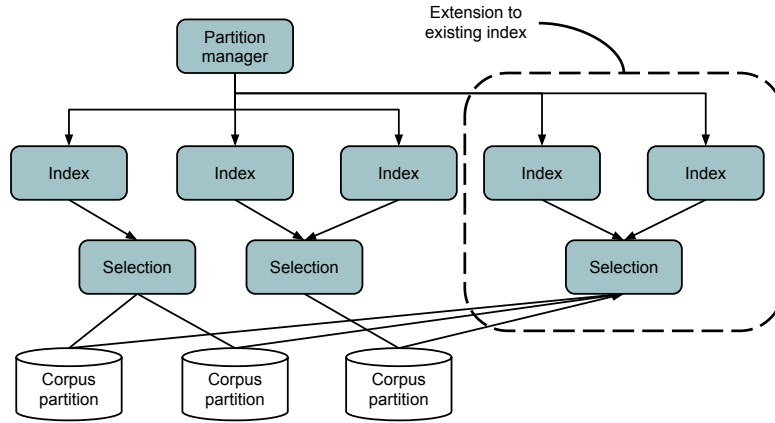 Extension to
existing index
Partition
manager
Index
Index
Index
Index
Index
Selection
Selection
Selection
Corpus
partition
Corpus
partition
Corpus
partition